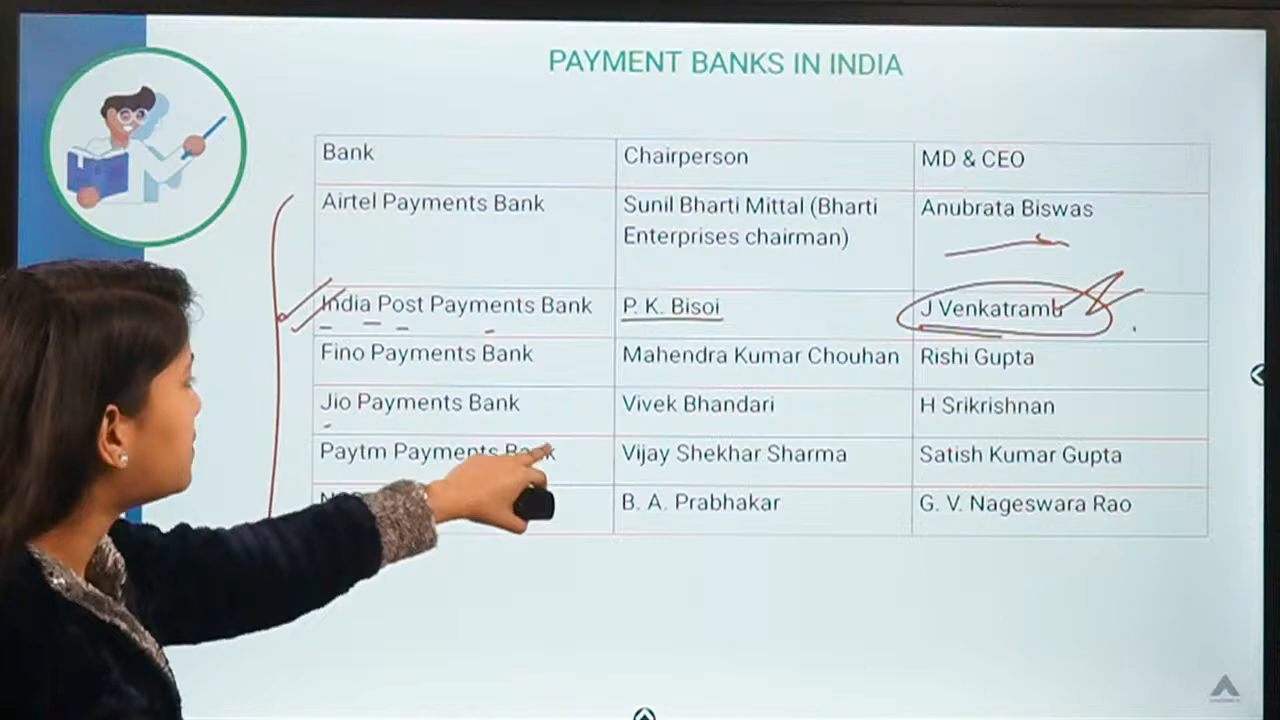 PAYMENT BANKS IN INDIA
Bank Chairperson MD & CEO
Airtel Payments Bank Sunil Bharti Mittal (Bharti Anubrata Biswas
Enterprises chairman)
India Post Payments Bank P. K. Bisoi J Venkatramu
Fino Payments Bank Mahendra Kumar Chouhan Rishi Gupta
Jio Payments Bank Vivek Bhandari H Srikrishnan
Paytm Payments Bank Vijay Shekhar Sharma Satish Kumar Gupta
B. A. Prabhakar G. V. Nageswara Rao